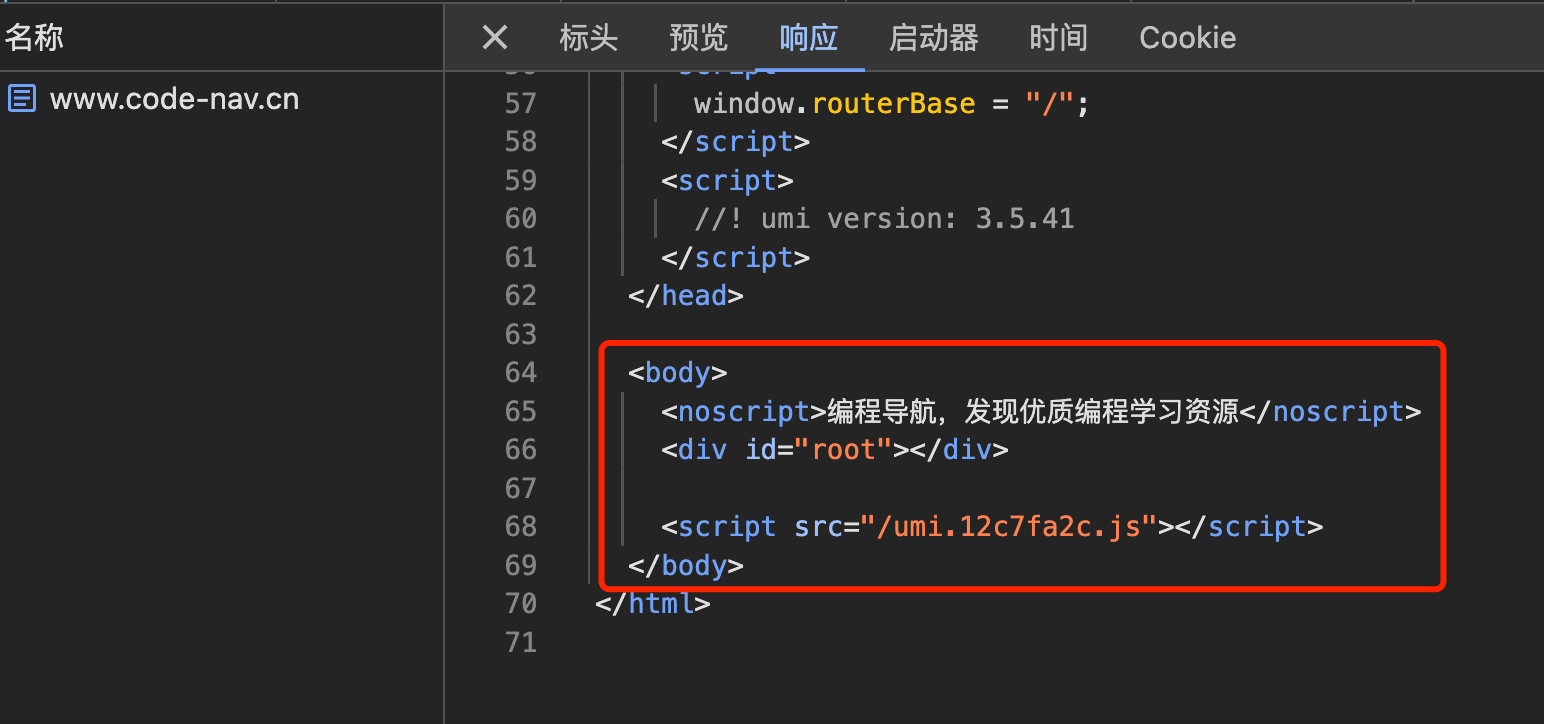 名称
标头 预览 响应 启动器 时间 Cookie
www.code-nav.cn
57 window.routerBase = "/";
58 </script>
59 <script>
60 //! umi version: 3.5.41
61 </script>
62 </head>
63
64 <body>
65 <noscript>编程导航，发现优质编程学习资源</noscript>
66 <div id="root"></div>
67
68 <script src="/umi.12c7fa2c.js"></script>
69 </body>
70 </html>
71